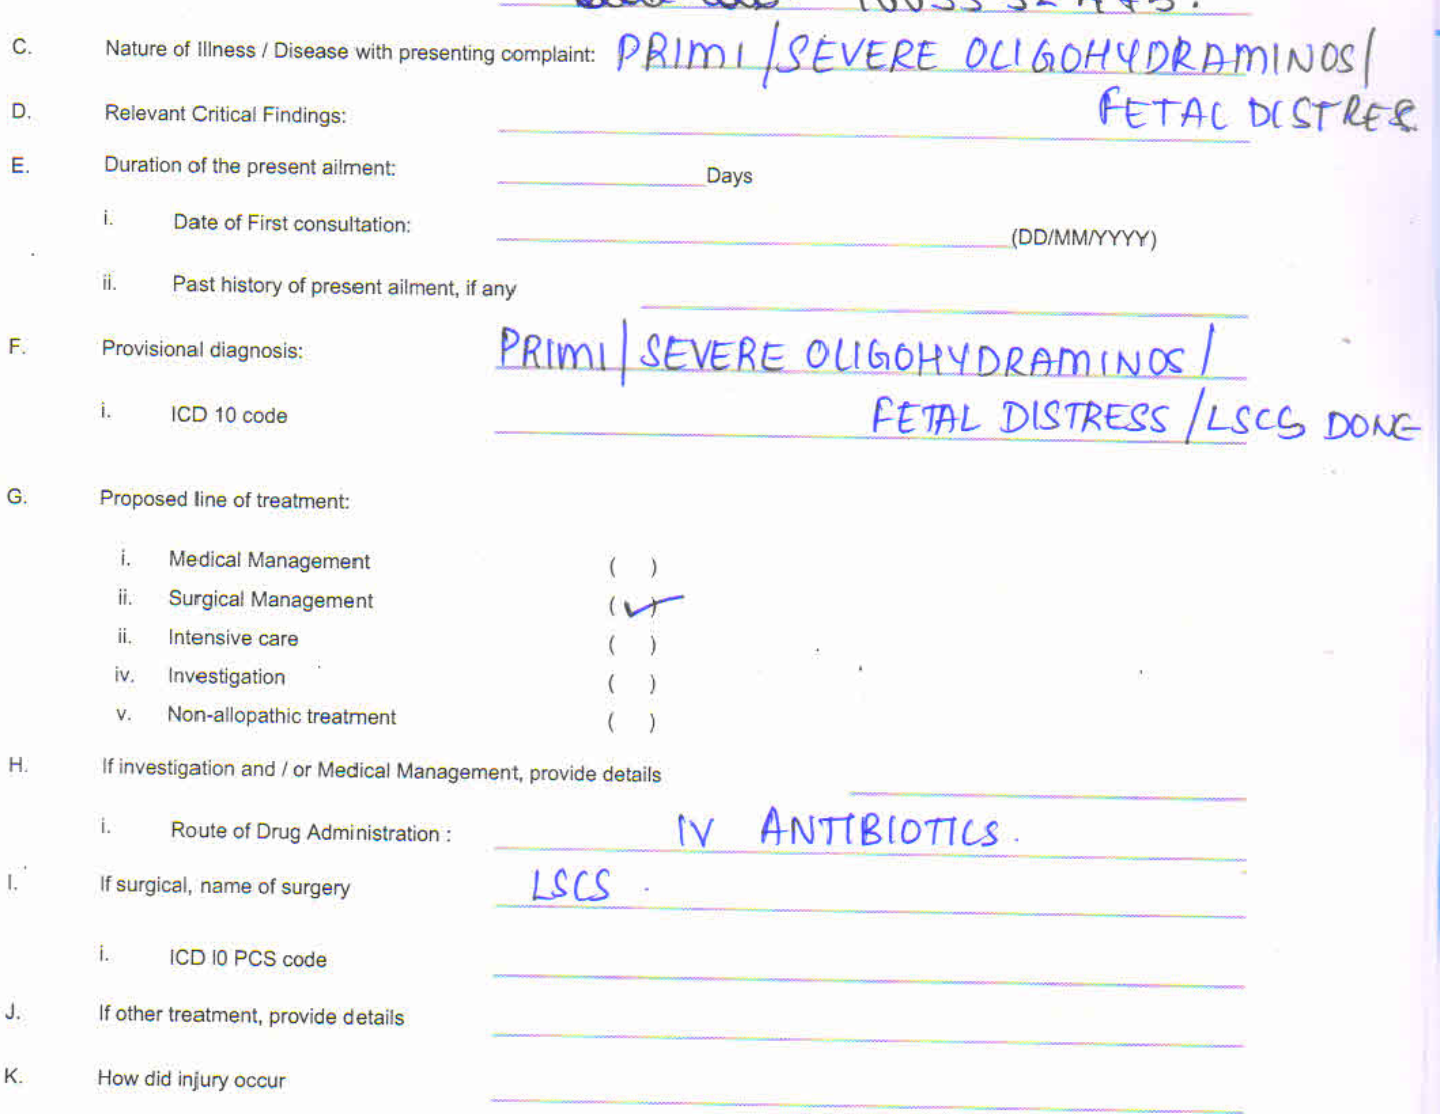 C. Nature of Illness / Disease with presenting complaint: PRIMI / SEVERE OLIGOHYDRAMINOS /
FETAL DISTRES
D. Relevant Critical Findings:
E. Duration of the present ailment: Days
i. Date of First consultation: (DD/MM/YYYY)
ii. Past history of present ailment, if any
F. Provisional diagnosis: PRIMI / SEVERE OLIGOHYDRAMINOS /
i. ICD 10 code FETAL DISTRESS / LSCS DONE
G. Proposed line of treatment:
i. Medical Management ( )
ii. Surgical Management (✓)
ii. Intensive care ( )
iv. Investigation ( )
v. Non-allopathic treatment ( )
H. If investigation and / or Medical Management, provide details
i. Route of Drug Administration : IV ANTIBIOTICS.
I. If surgical, name of surgery LSCS .
i. ICD I0 PCS code
J. If other treatment, provide details
K. How did injury occur